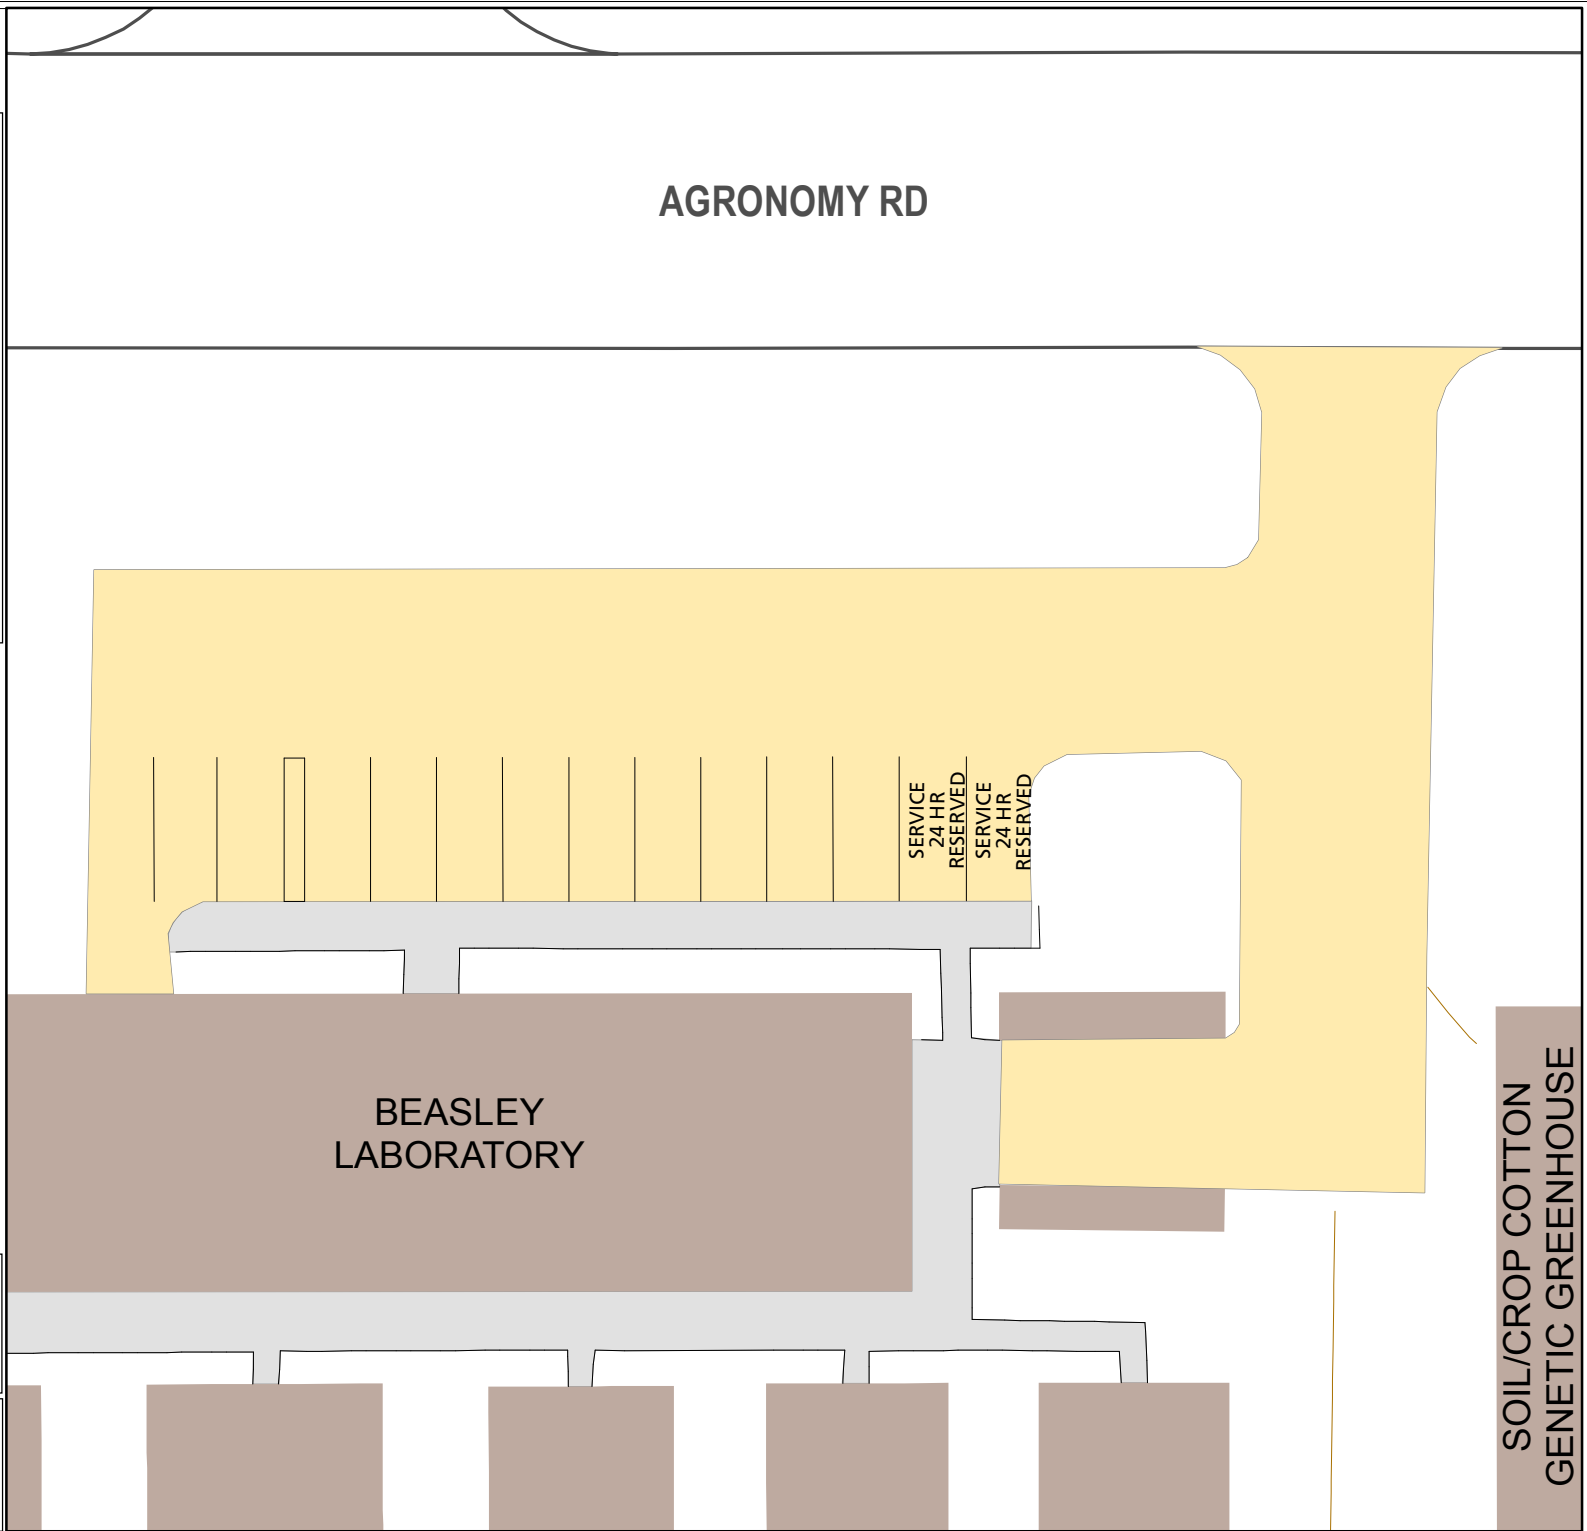 AGRONOMY RD
SERVICE
24 HR
RESERVED
SERVICE
24 HR
RESERVED
BEASLEY
LABORATORY
SOIL/CROP COTTON
GENETIC GREENHOUSE